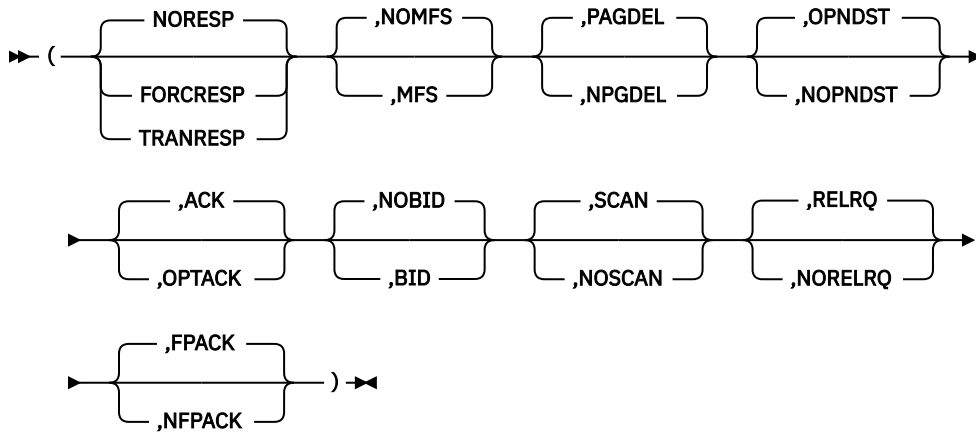 NORESP ,NOMFS ,PAGDEL ,OPNDST
(
FORCRESP ,MFS ,NPGDEL ,NOPNDST
TRANRESP
,ACK ,NOBID ,SCAN ,RELRQ
,OPTACK ,BID ,NOSCAN ,NORELRQ
,FPACK
)
,NFPACK